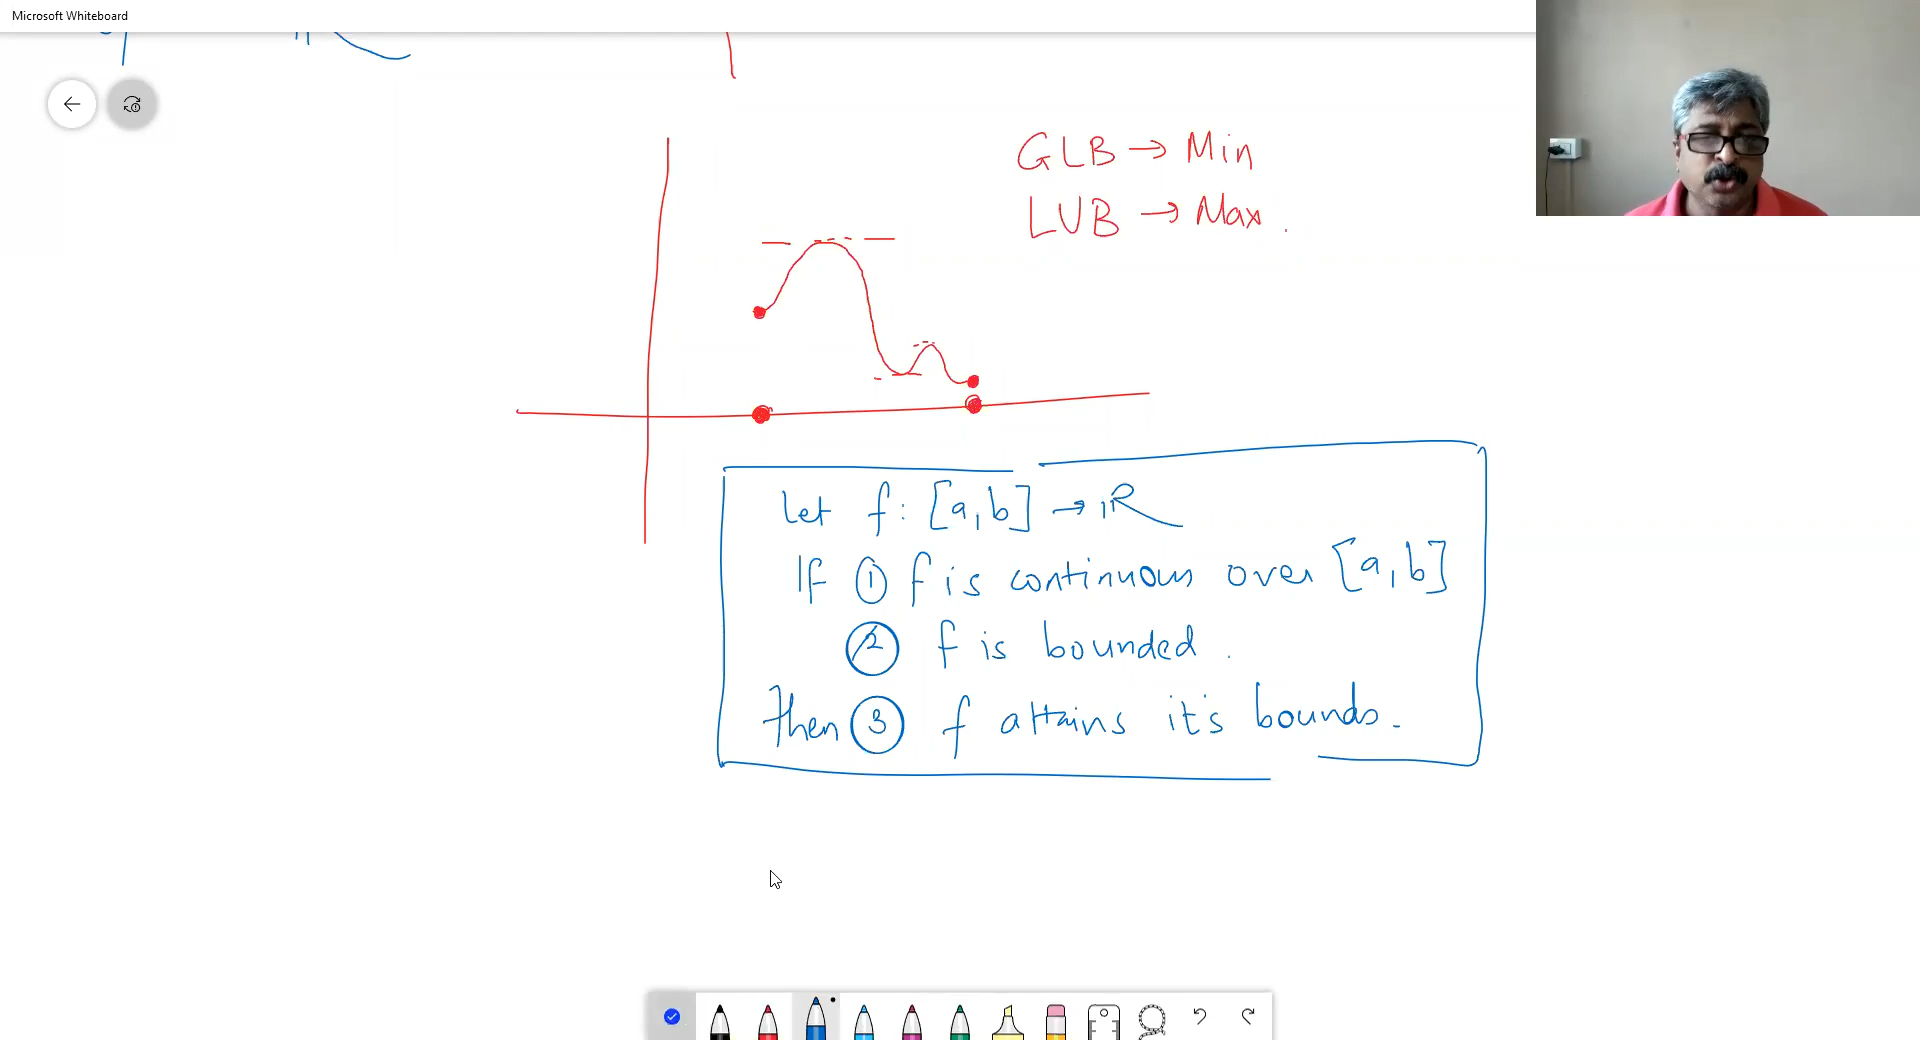 Microsoft Whiteboard
GLB → Min
LUB → Max.
let f: [a,b] → ℝ
If ① f is continuous over [a,b]
② f is bounded.
Then ③ f attains it's bounds.